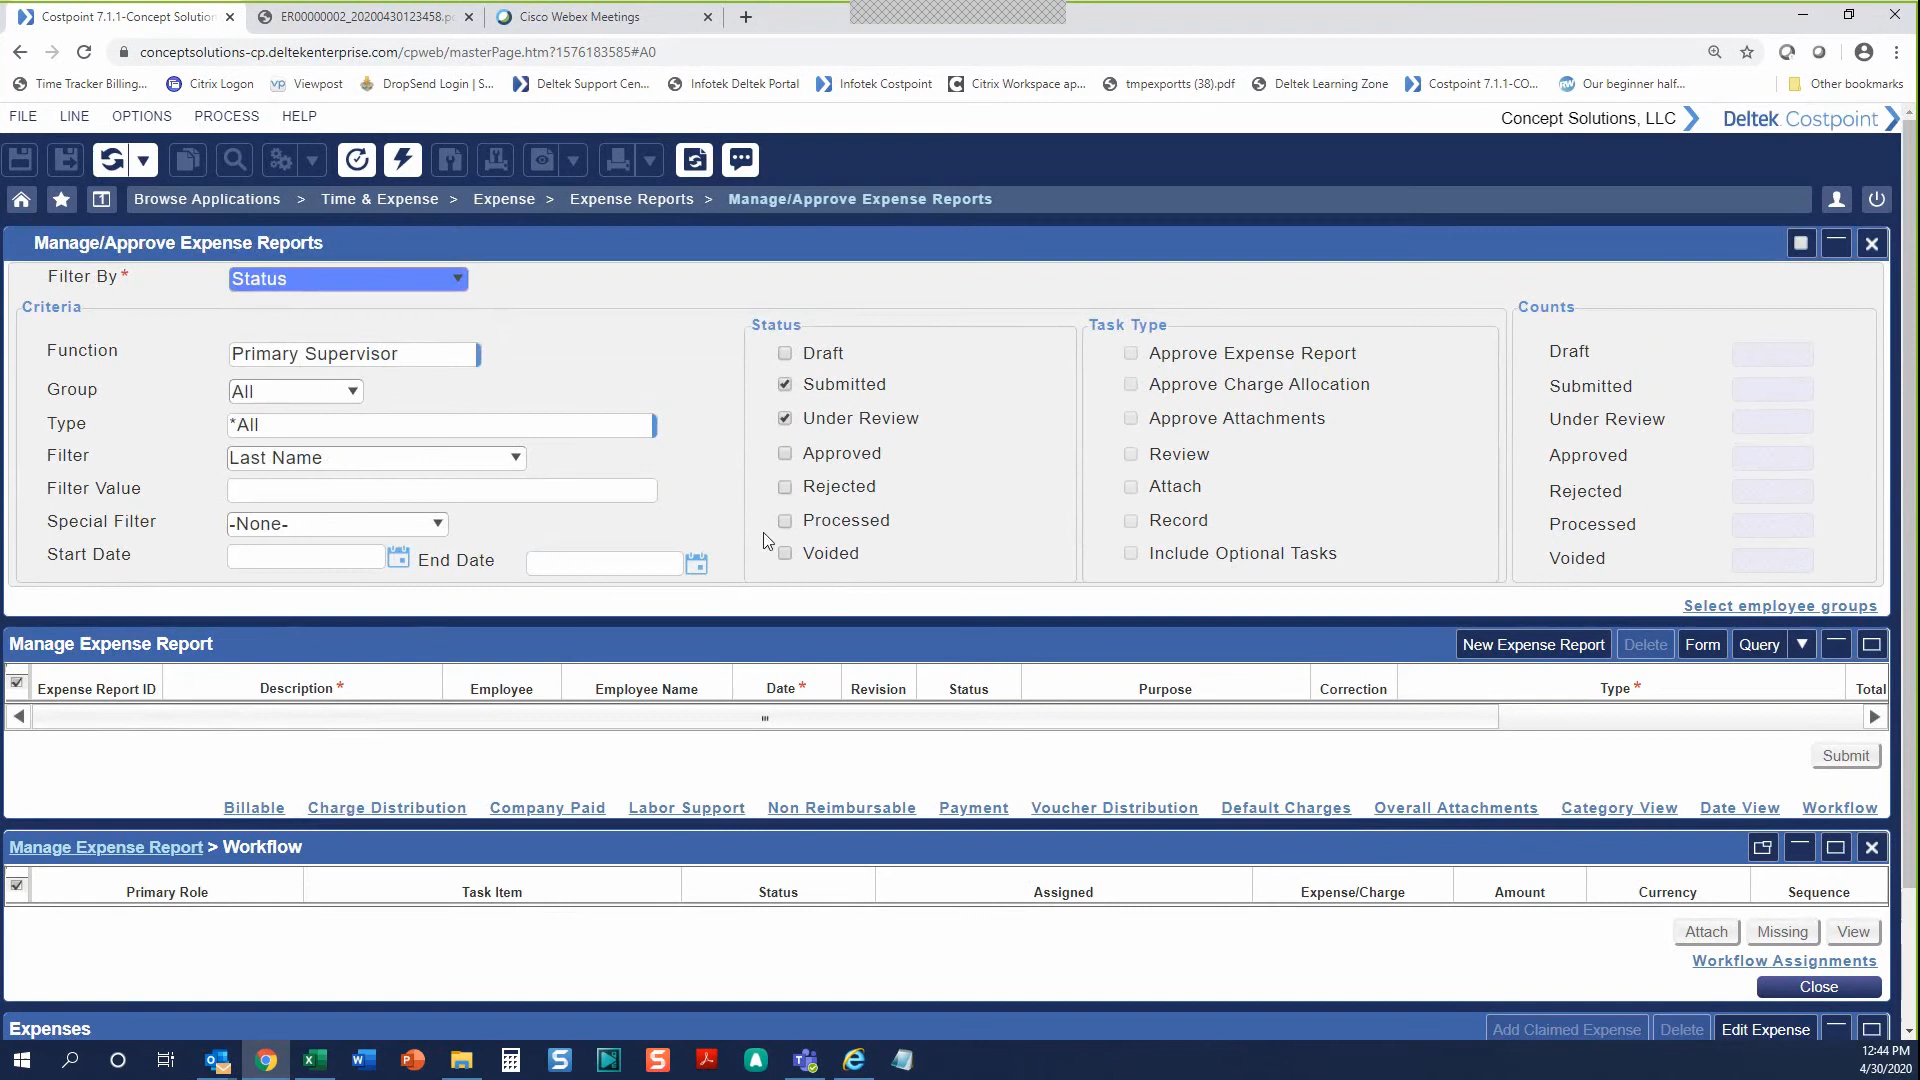 Costpoint 7.1.1-Concept Solution
ER00000002_20200430123458.p
Cisco Webex Meetings
conceptsolutions-cp.deltekenterprise.com/cpweb/masterPage.htm?1576183585#A0
Time Tracker Billing... Citrix Logon vp Viewpost DropSend Login | S... Deltek Support Cen... Infotek Deltek Portal Infotek Costpoint Citrix Workspace ap... tmpexportts (38).pdf Deltek Learning Zone Costpoint 7.1.1-CO... RW Our beginner half... Other bookmarks
FILE LINE OPTIONS PROCESS HELP
Concept Solutions, LLC
Deltek Costpoint
1 Browse Applications > Time & Expense > Expense > Expense Reports > Manage/Approve Expense Reports
Manage/Approve Expense Reports
Filter By * Status
Criteria
Function Primary Supervisor
Group All
Type *All
Filter Last Name
Filter Value
Special Filter -None-
Start Date End Date
Status
Draft
Submitted
Under Review
Approved
Rejected
Processed
Voided
Task Type
Approve Expense Report
Approve Charge Allocation
Approve Attachments
Review
Attach
Record
Include Optional Tasks
Counts
Draft
Submitted
Under Review
Approved
Rejected
Processed
Voided
Select employee groups
Manage Expense Report
New Expense Report Delete Form Query
Expense Report ID Description * Employee Employee Name Date * Revision Status Purpose Correction Type * Total
Submit
Billable Charge Distribution Company Paid Labor Support Non Reimbursable Payment Voucher Distribution Default Charges Overall Attachments Category View Date View Workflow
Manage Expense Report > Workflow
Primary Role Task Item Status Assigned Expense/Charge Amount Currency Sequence
Attach Missing View
Workflow Assignments
Close
Expenses
Add Claimed Expense Delete Edit Expense
12:44 PM
4/30/2020